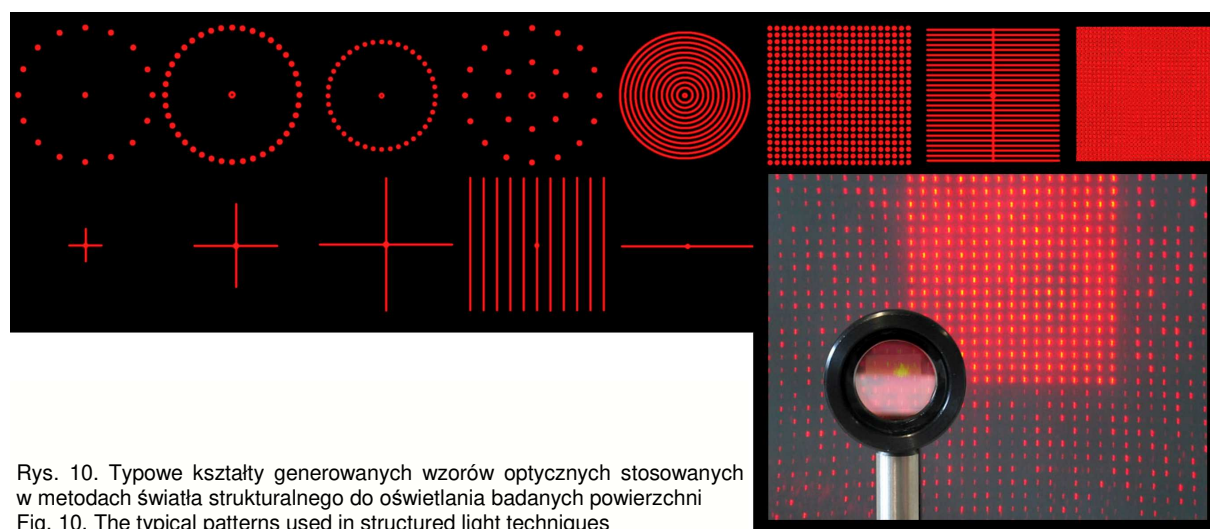 Rys. 10. Typowe kształty generowanych wzorów optycznych stosowanych
w metodach światła strukturalnego do oświetlania badanych powierzchni
Fig. 10. The typical patterns used in structured light techniques